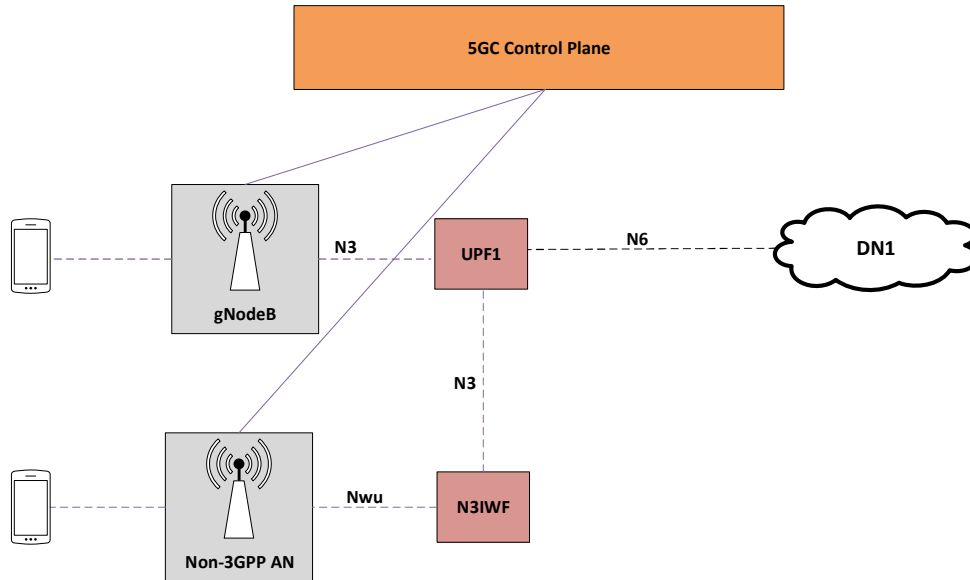 5GC Control Plane
N3
UPF1
N6
DN1
gNodeB
N3
Nwu
N3IWF
Non-3GPP AN